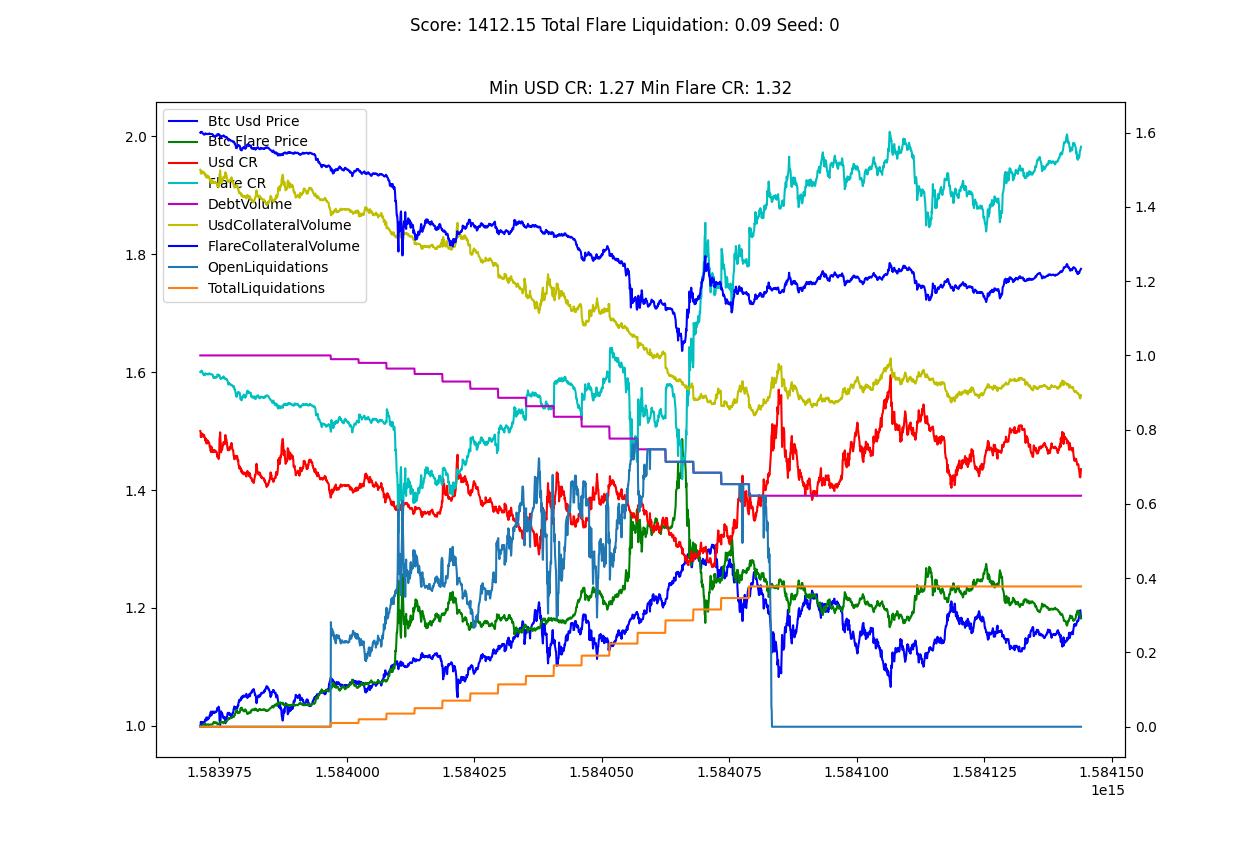 Score: 1412.15 Total Flare Liquidation: 0.09 Seed: 0
Min USD CR: 1.27 Min Flare CR: 1.32
Btc Usd Price
Btc Flare Price
Usd CR
Flare CR
DebtVolume
UsdCollateralVolume
FlareCollateralVolume
OpenLiquidations
TotalLiquidations
2.0
1.8
1.6
1.4
1.2
1.0
1.6
1.4
1.2
1.0
0.8
0.6
0.4
0.2
0.0
1.583975 1.584000 1.584025 1.584050 1.584075 1.584100 1.584125 1.584150
1e15